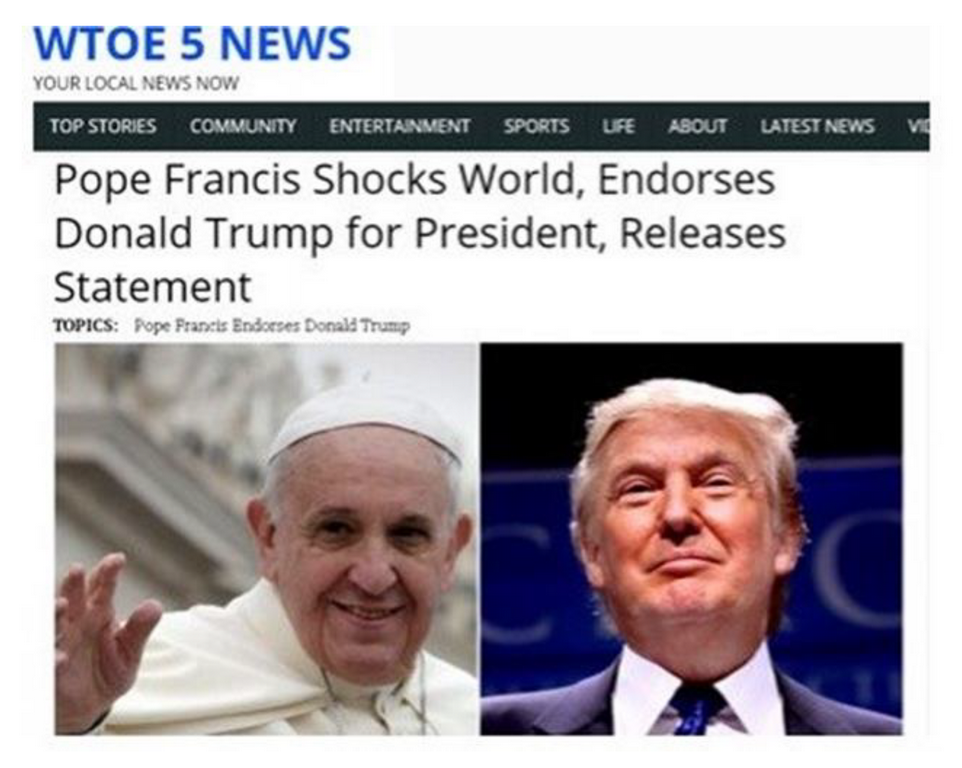 WTOE 5 NEWS
YOUR LOCAL NEWS NOW
TOP STORIES COMMUNITY ENTERTAINMENT SPORTS LIFE ABOUT LATEST NEWS
Pope Francis Shocks World, Endorses
Donald Trump for President, Releases
Statement
TOPICS: Pope Francis Endorses Donald Trump